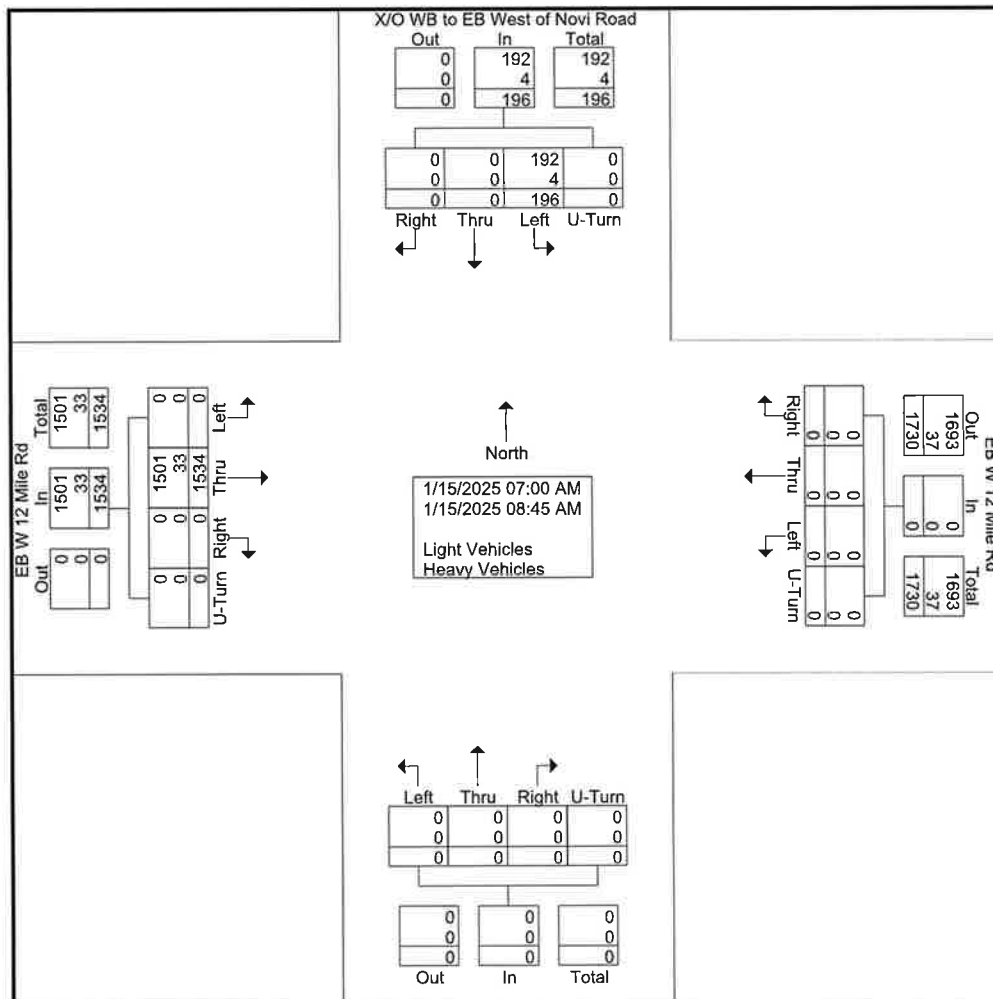 X/O WB to EB West of Novi Road
Out In Total
0 192 192
0 4 4
0 196 196
0 0 192 0
0 0 4 0
0 0 196 0
Right Thru Left U-Turn
EB W 12 Mile Rd
Out In Total
0 1501 1501
0 33 33
0 1534 1534
Left Thru Right U-Turn
0 1501 0 0
0 33 0 0
0 1534 0 0
North
1/15/2025 07:00 AM
1/15/2025 08:45 AM
Light Vehicles
Heavy Vehicles
Right Thru Left U-Turn
0 0 0 0
0 0 0 0
0 0 0 0
Out In Total
1693 0 1693
37 0 37
1730 0 1730
EB W 12 Mile Rd
Left Thru Right U-Turn
0 0 0 0
0 0 0 0
0 0 0 0
0 0 0
0 0 0
0 0 0
Out In Total